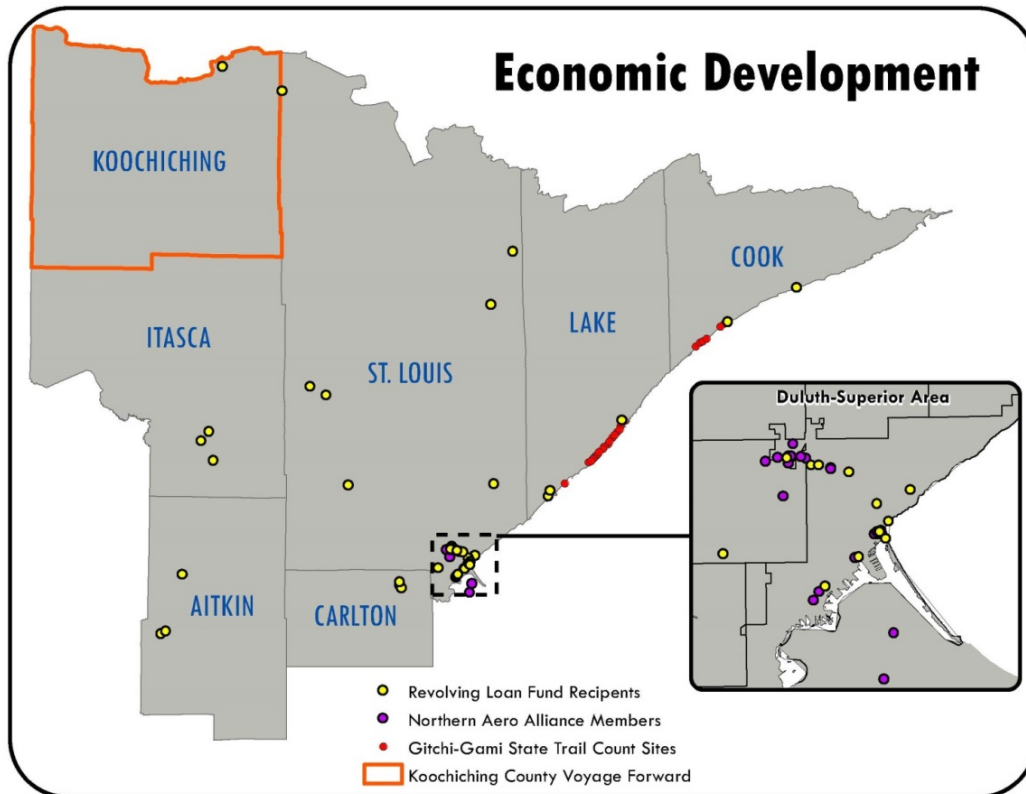 Economic Development
KOOCHICHING
COOK
LAKE
ITASCA
ST. LOUIS
Duluth-Superior Area
AITKIN
CARLTON
Revolving Loan Fund Recipents
Northern Aero Alliance Members
Gitchi-Gami State Trail Count Sites
Koochiching County Voyage Forward